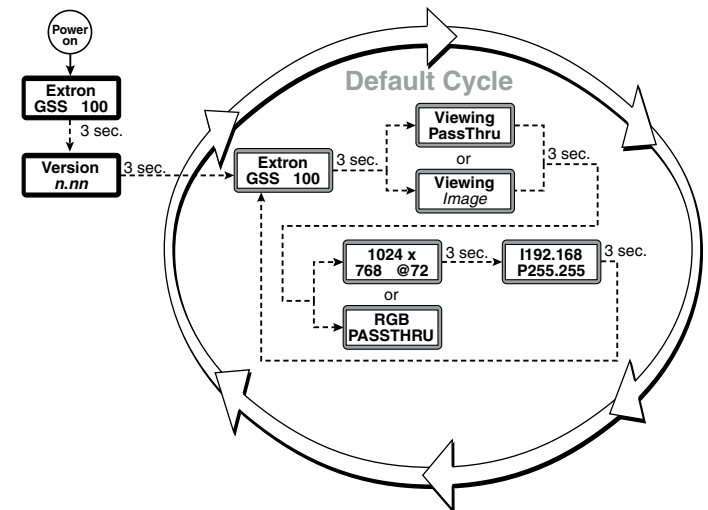 Power
on
Extron
GSS 100
3 sec.
Version
n.nn
3 sec.
Default Cycle
Extron
GSS 100
3 sec.
Viewing
PassThru
or
Viewing
Image
3 sec.
1024 x
768 @72
or
RGB
PASSTHRU
3 sec.
I192.168
P255.255
3 sec.